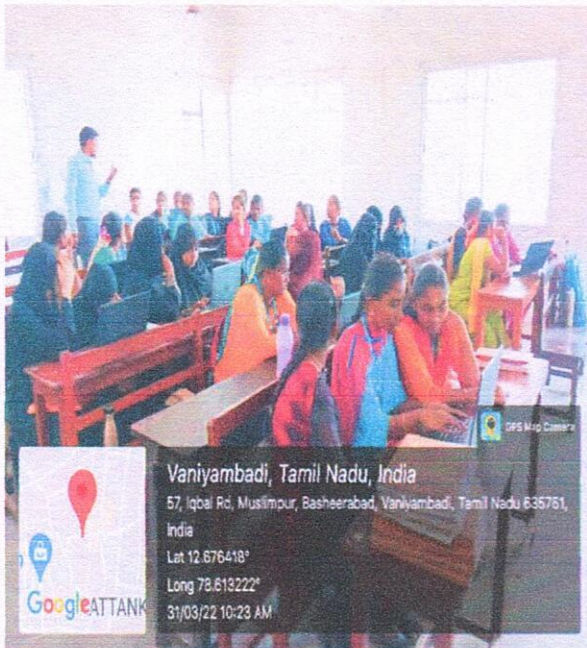 GPS Map Camera
Vaniyambadi, Tamil Nadu, India
57, Iqbal Rd, Muslimpur, Basheerabad, Vaniyambadi, Tamil Nadu 635751,
India
Lat 12.676418°
Long 78.613222°
31/03/22 10:23 AM
Google
ATTANK